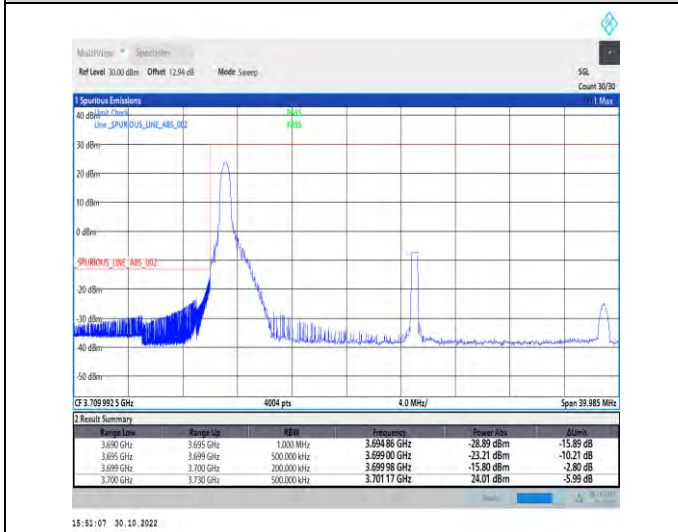 MultiView Spectrum
Ref Level 30.00 dBm Offset 12.94 dB Mode Sweep SGL
Count 30/30
1 Spurious Emissions 1 Max
40 dBm Limit Check PASS
Line _SPURIOUS_LINE_ABS_002 PASS
30 dBm
20 dBm
10 dBm
0 dBm
_SPURIOUS_LINE_ABS_002
-20 dBm
-30 dBm
-40 dBm
-50 dBm
CF 3.709 992 5 GHz 4004 pts 4.0 MHz/ Span 39.985 MHz
2 Result Summary
Range Low Range Up RBW Frequency Power Abs ΔLimit
3.690 GHz 3.695 GHz 1.000 MHz 3.694 86 GHz -28.89 dBm -15.89 dB
3.695 GHz 3.699 GHz 500.000 kHz 3.699 00 GHz -23.21 dBm -10.21 dB
3.699 GHz 3.700 GHz 200.000 kHz 3.699 98 GHz -15.80 dBm -2.80 dB
3.700 GHz 3.730 GHz 500.000 kHz 3.701 17 GHz 24.01 dBm -5.99 dB
15:51:07 30.10.2022